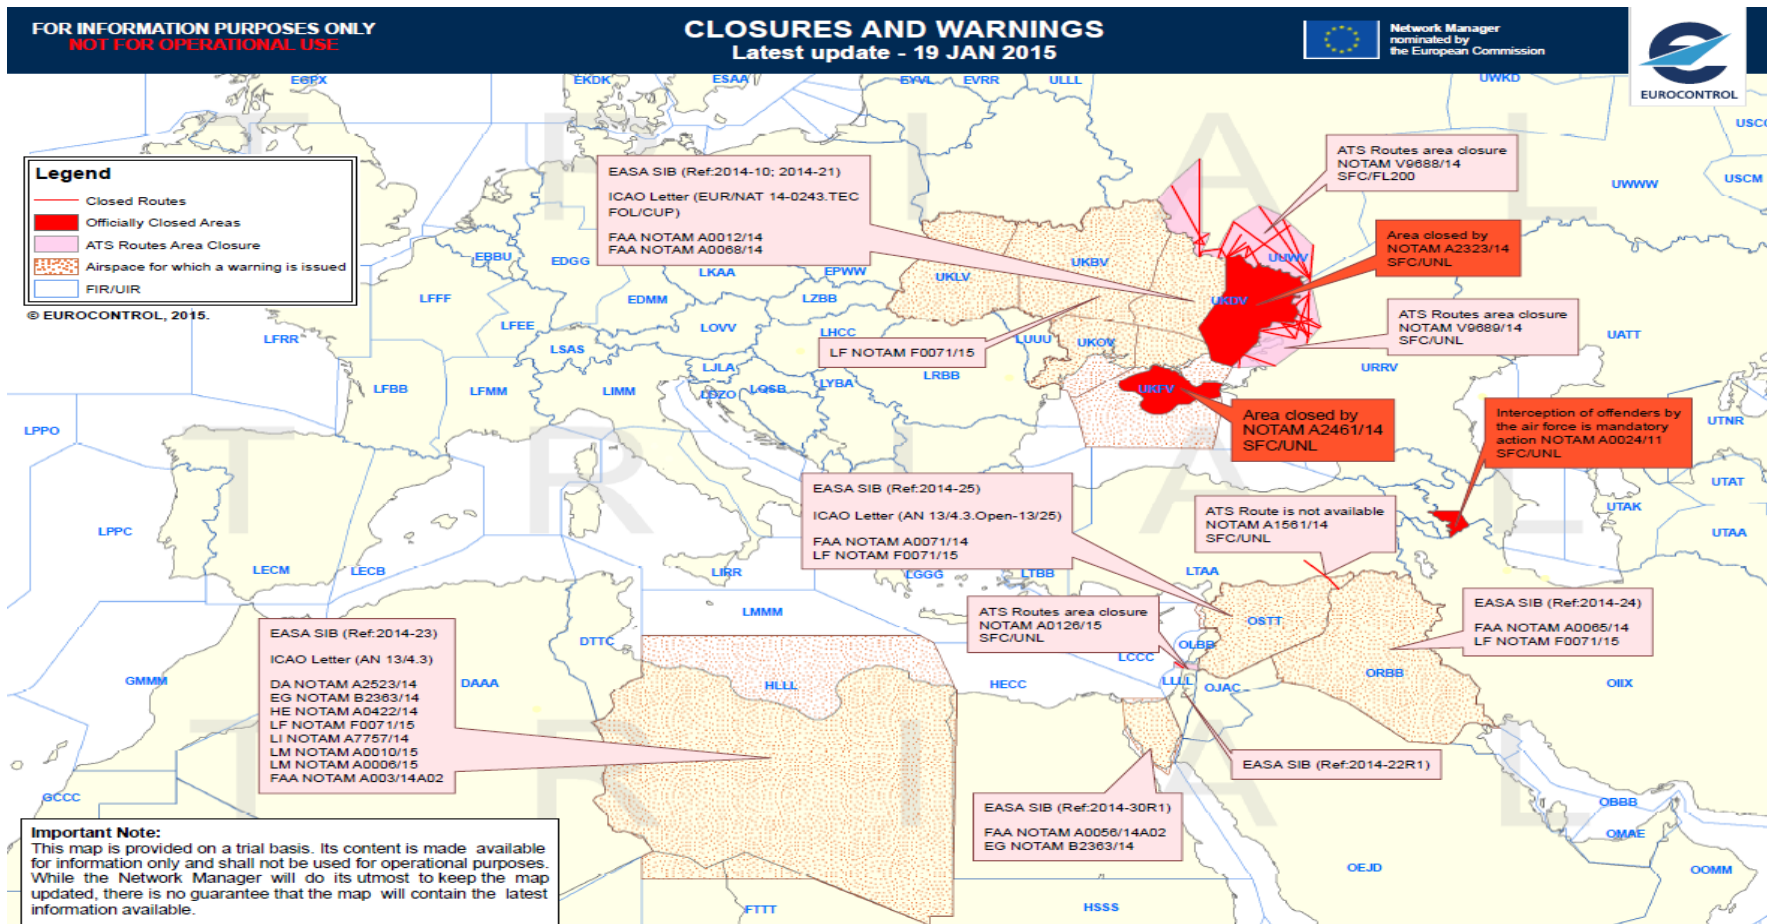 FOR INFORMATION PURPOSES ONLY
NOT FOR OPERATIONAL USE
CLOSURES AND WARNINGS
Latest update - 19 JAN 2015
Network Manager
nominated by
the European Commission
EUROCONTROL
EGPX
EKDK
ESAA
EYVL
EVRR
ULLL
UWKD
USCC
USCM
UWWW
TRIAL
Legend
Closed Routes
Officially Closed Areas
ATS Routes Area Closure
Airspace for which a warning is issued
FIR/UIR
© EUROCONTROL, 2015.
EASA SIB (Ref:2014-10; 2014-21)
ICAO Letter (EUR/NAT 14-0243.TEC
FOL/CUP)
FAA NOTAM A0012/14
FAA NOTAM A0068/14
ATS Routes area closure
NOTAM V9688/14
SFC/FL200
Area closed by
NOTAM A2323/14
SFC/UNL
ATS Routes area closure
NOTAM V9689/14
SFC/UNL
LF NOTAM F0071/15
Area closed by
NOTAM A2461/14
SFC/UNL
Interception of offenders by
the air force is mandatory
action NOTAM A0024/11
SFC/UNL
EBBU
EDGG
LKAA
EPWW
UKLV
UKBV
UUWV
UKDV
LFFF
EDMM
LZBB
LFEE
LOVV
LHCC
LUUU
UKOV
UATT
LFRR
LSAS
LJLA
LYBA
LRBB
URRV
LFBB
LFMM
LIMM
LDZO
LQSB
UKFV
LPPO
UTNR
TRIAL
EASA SIB (Ref:2014-25)
ICAO Letter (AN 13/4.3.Open-13/25)
FAA NOTAM A0071/14
LF NOTAM F0071/15
ATS Route is not available
NOTAM A1561/14
SFC/UNL
UTAT
UTAK
UTAA
LPPC
LECM
LECB
LIRR
LGGG
LTBB
LTAA
LMMM
ATS Routes area closure
NOTAM A0126/15
SFC/UNL
EASA SIB (Ref:2014-24)
FAA NOTAM A0065/14
LF NOTAM F0071/15
OSTT
DTTC
OLBB
LCCC
EASA SIB (Ref:2014-23)
ICAO Letter (AN 13/4.3)
DA NOTAM A2523/14
EG NOTAM B2363/14
HE NOTAM A0422/14
LF NOTAM F0071/15
LI NOTAM A7757/14
LM NOTAM A0010/15
LM NOTAM A0006/15
FAA NOTAM A003/14A02
GMMM
DAAA
HLLL
HECC
LLLL
OJAC
ORBB
OIIX
TRIAL
EASA SIB (Ref:2014-22R1)
EASA SIB (Ref:2014-30R1)
FAA NOTAM A0056/14A02
EG NOTAM B2363/14
GCCC
OBBB
OMAE
OEJD
OOMM
FTTT
HSSS
Important Note:
This map is provided on a trial basis. Its content is made available
for information only and shall not be used for operational purposes.
While the Network Manager will do its utmost to keep the map
updated, there is no guarantee that the map will contain the latest
information available.